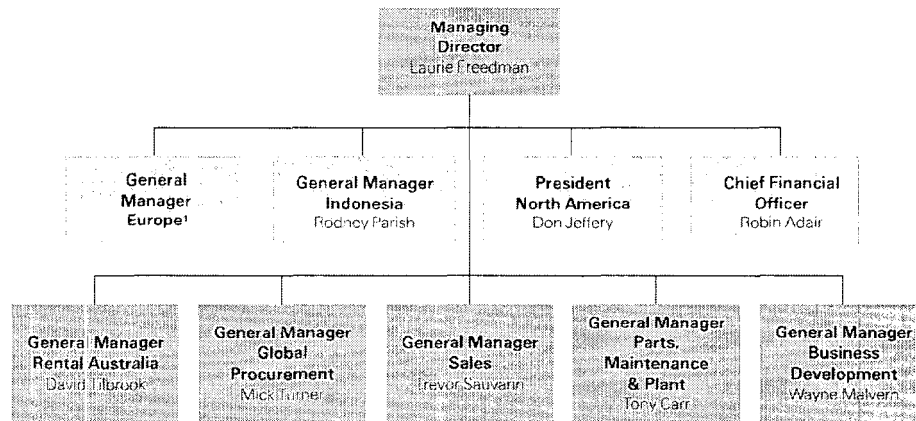 Managing
Director
Laurie Freedman
General
Manager
Europe¹
General Manager
Indonesia
Rodney Parish
President
North America
Don Jeffery
Chief Financial
Officer
Robin Adair
General Manager
Rental Australia
David Tilbrook
General Manager
Global
Procurement
Mick Turner
General Manager
Sales
Trevor Sauvarin
General Manager
Parts,
Maintenance
& Plant
Tony Carr
General Manager
Business
Development
Wayne Malvern